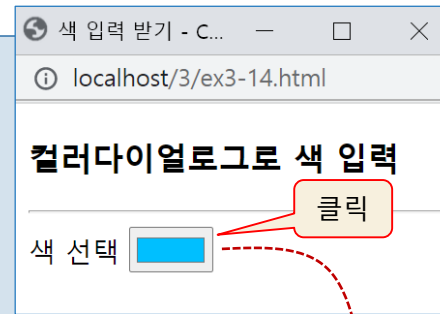 색 입력 받기 - C...
localhost/3/ex3-14.html
컬러다이얼로그로 색 입력
클릭
색 선택